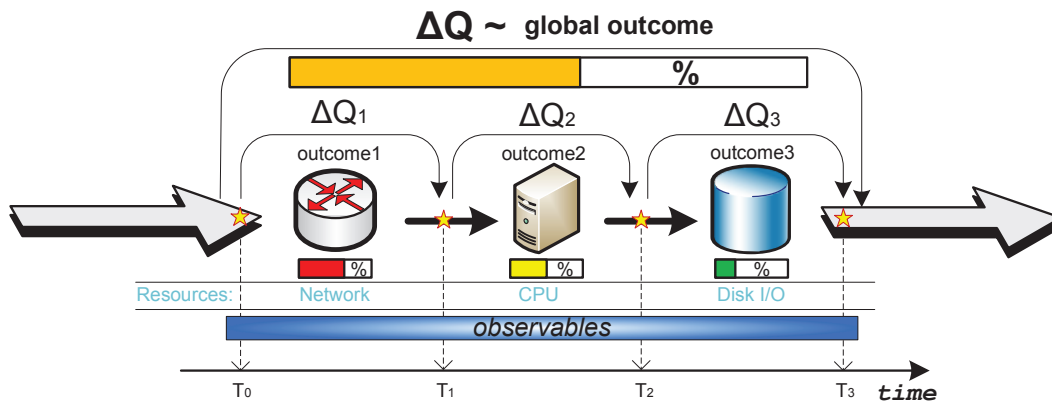 ΔQ ~ global outcome
%
ΔQ1 ΔQ2 ΔQ3
outcome1 outcome2 outcome3
% % %
Resources: Network CPU Disk I/O
observables
T0 T1 T2 T3 time